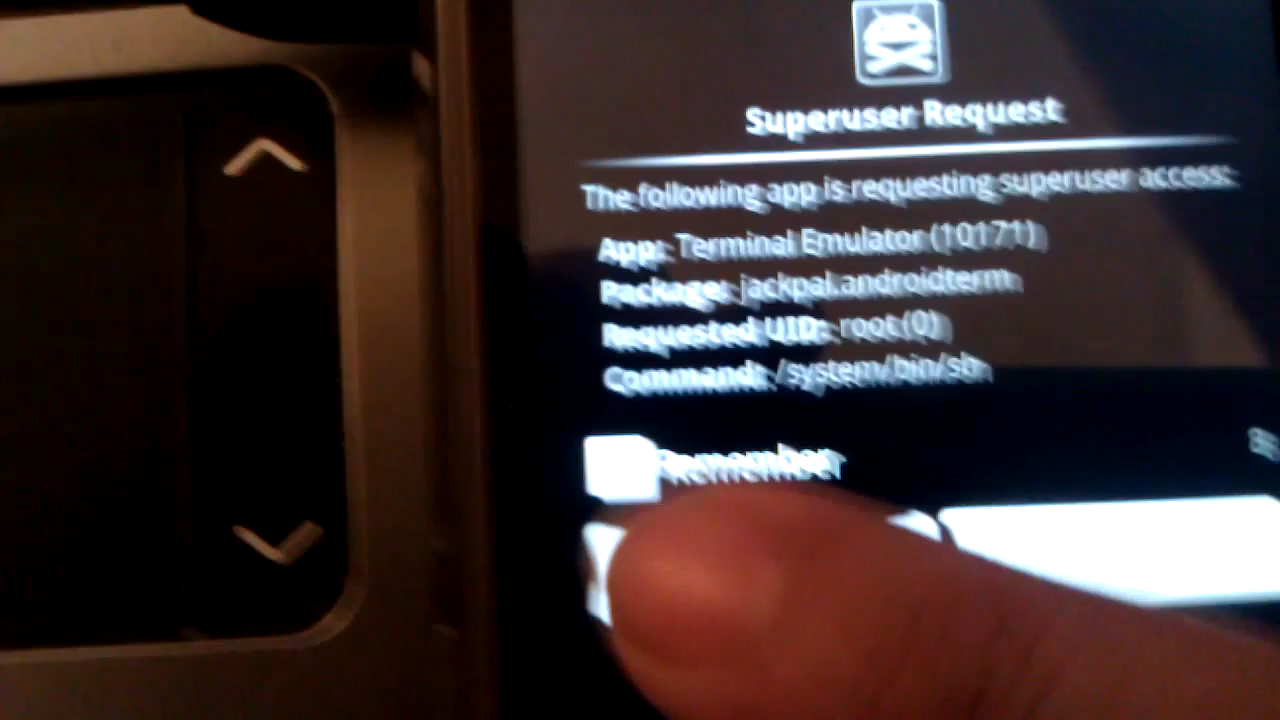 Superuser Request
The following app is requesting superuser access:
App: Terminal Emulator (10171)
Package: jackpal.androidterm
Requested UID: root (0)
Command: /system/bin/sh
Remember